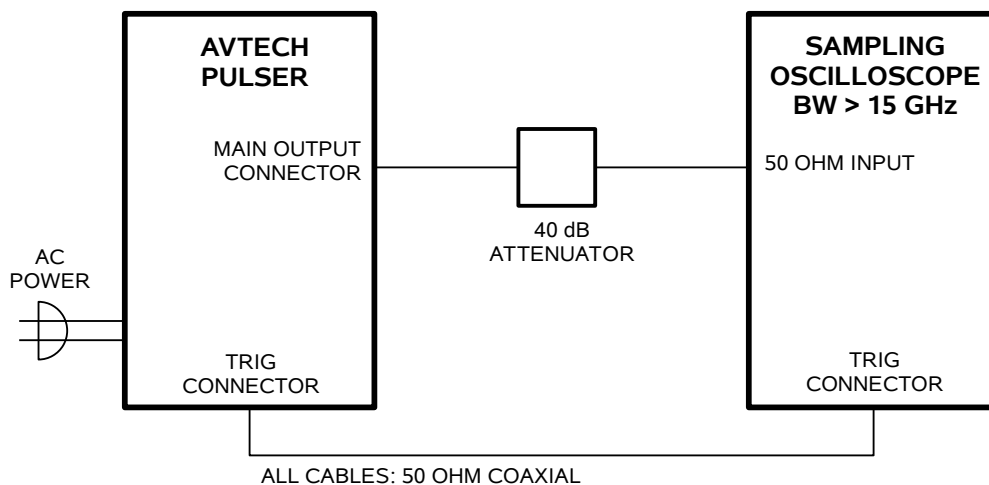 AVTECH
PULSER
SAMPLING
OSCILLOSCOPE
BW > 15 GHz
MAIN OUTPUT
CONNECTOR
50 OHM INPUT
40 dB
ATTENUATOR
AC
POWER
TRIG
CONNECTOR
TRIG
CONNECTOR
ALL CABLES: 50 OHM COAXIAL